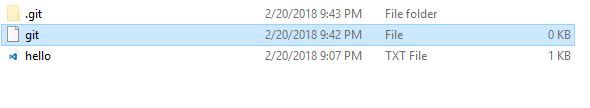 .git 2/20/2018 9:43 PM File folder
git 2/20/2018 9:42 PM File 0 KB
hello 2/20/2018 9:07 PM TXT File 1 KB